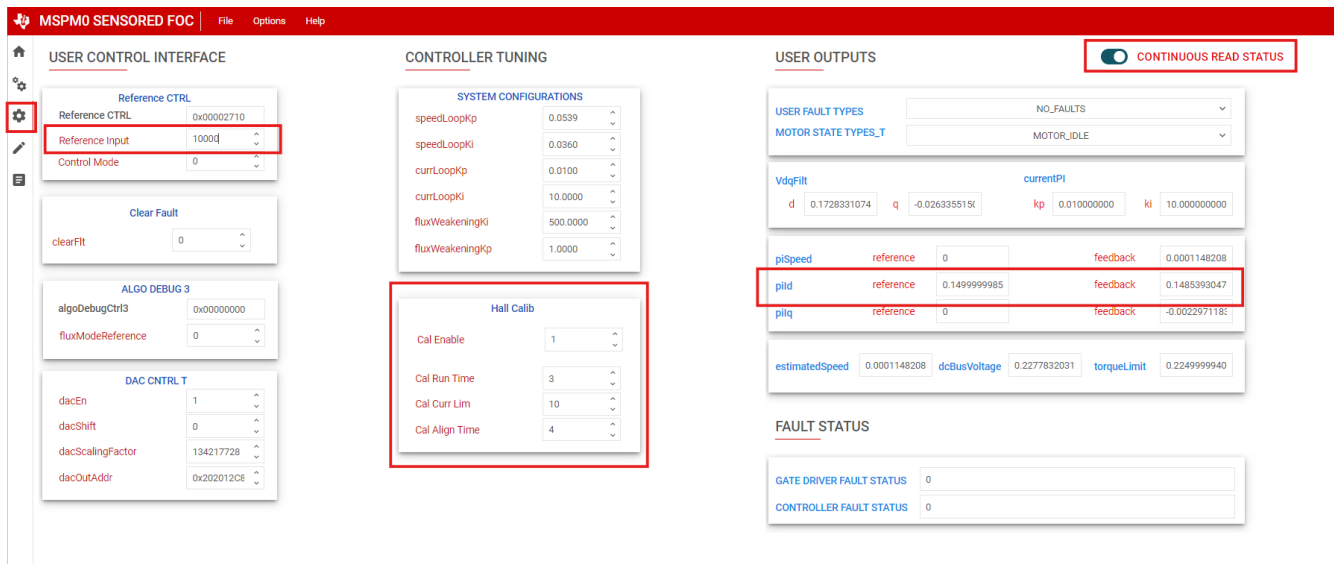 MSPM0 SENSORED FOC File Options Help
USER CONTROL INTERFACE
Reference CTRL
Reference CTRL 0x00002710
Reference Input 10000
Control Mode 0
Clear Fault
clearFlt 0
ALGO DEBUG 3
algoDebugCtrl3 0x00000000
fluxModeReference 0
DAC CNTRL T
dacEn 1
dacShift 0
dacScalingFactor 134217728
dacOutAddr 0x202012C8
CONTROLLER TUNING
SYSTEM CONFIGURATIONS
speedLoopKp 0.0539
speedLoopKi 0.0360
currLoopKp 0.0100
currLoopKi 10.0000
fluxWeakeningKi 500.0000
fluxWeakeningKp 1.0000
Hall Calib
Cal Enable 1
Cal Run Time 3
Cal Curr Lim 10
Cal Align Time 4
USER OUTPUTS
CONTINUOUS READ STATUS
USER FAULT TYPES NO_FAULTS
MOTOR STATE TYPES_T MOTOR_IDLE
VdqFilt currentPI
d 0.1728331074 q -0.026335515( kp 0.010000000 ki 10.000000000
piSpeed reference 0 feedback 0.0001148208
piId reference 0.1499999985 feedback 0.1485393047
piIq reference 0 feedback -0.002297118
estimatedSpeed 0.0001148208 dcBusVoltage 0.2277832031 torqueLimit 0.2249999940
FAULT STATUS
GATE DRIVER FAULT STATUS 0
CONTROLLER FAULT STATUS 0